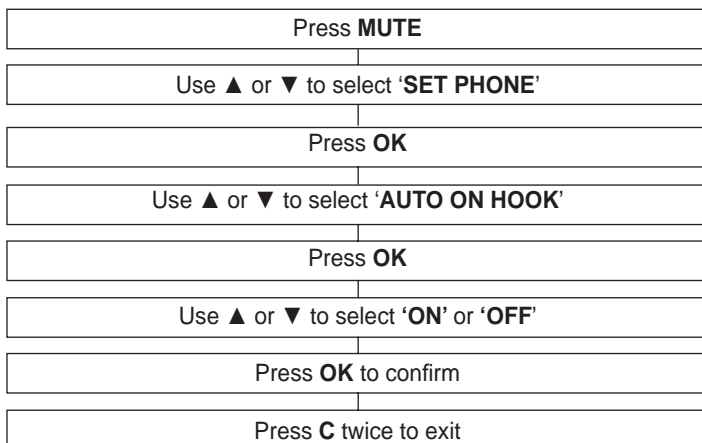 Press MUTE
Use ▲ or ▼ to select ‘SET PHONE’
Press OK
Use ▲ or ▼ to select ‘AUTO ON HOOK’
Press OK
Use ▲ or ▼ to select ‘ON’ or ‘OFF’
Press OK to confirm
Press C twice to exit